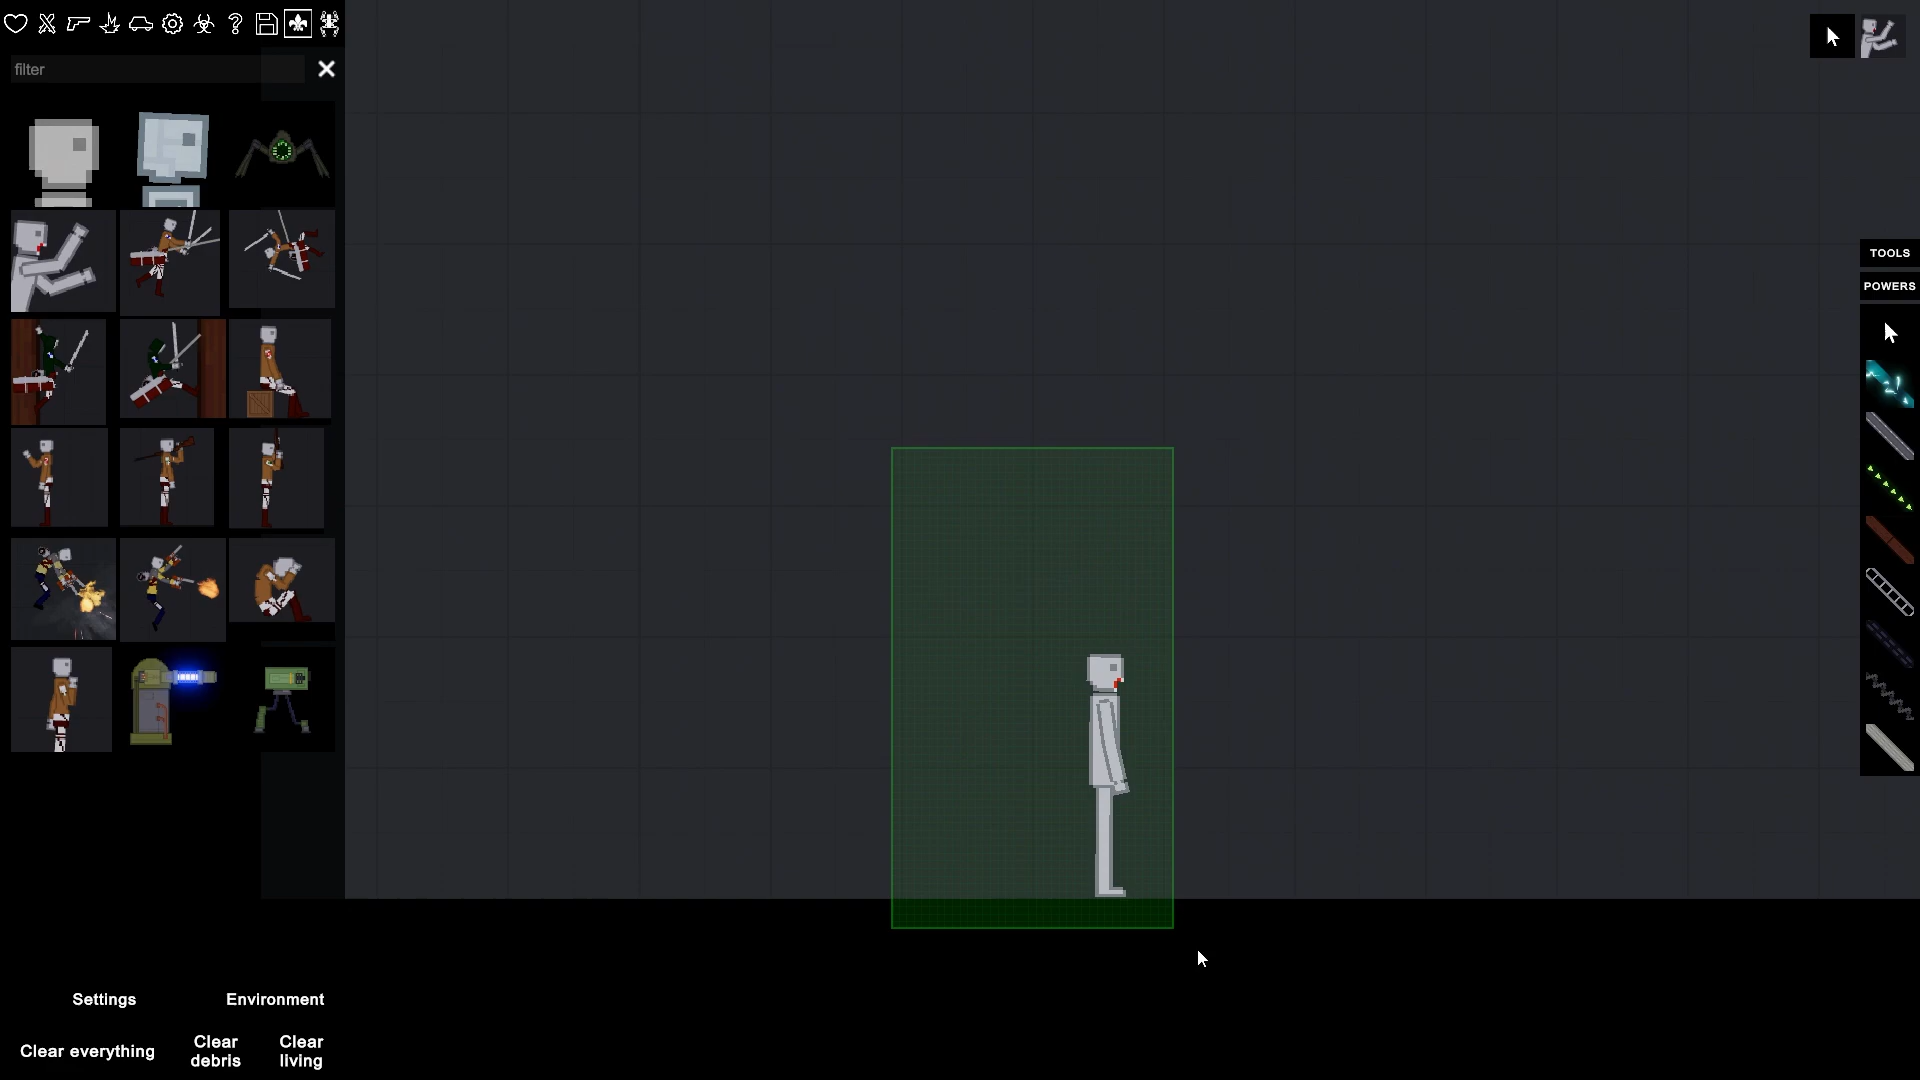 filter
TOOLS
POWERS
Settings
Environment
Clear everything
Clear debris
Clear living